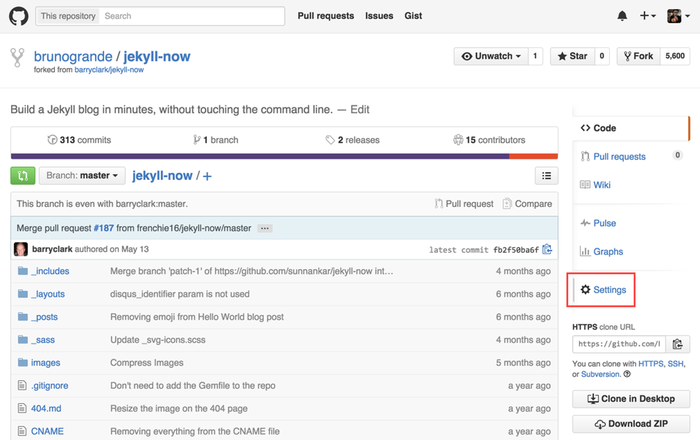 This repository Search Pull requests Issues Gist
brunogrande / jekyll-now
forked from barryclark/jekyll-now
Unwatch 1 Star 0 Fork 5,600
Build a Jekyll blog in minutes, without touching the command line. — Edit
313 commits 1 branch 2 releases 15 contributors
Branch: master jekyll-now / +
This branch is even with barryclark:master. Pull request Compare
Merge pull request #187 from frenchie16/jekyll-now/master ...
barryclark authored on May 13 latest commit fb2f50ba6f
_includes Merge branch 'patch-1' of https://github.com/sunnankar/jekyll-now int… 4 months ago
_layouts disqus_identifier param is not used 6 months ago
_posts Removing emoji from Hello World blog post 6 months ago
_sass Update _svg-icons.scss 4 months ago
images Compress Images 5 months ago
.gitignore Don't need to add the Gemfile to the repo a year ago
404.md Resize the image on the 404 page a year ago
CNAME Removing everything from the CNAME file a year ago
Code
Pull requests 0
Wiki
Pulse
Graphs
Settings
HTTPS clone URL
https://github.com/
You can clone with HTTPS, SSH,
or Subversion.
Clone in Desktop
Download ZIP